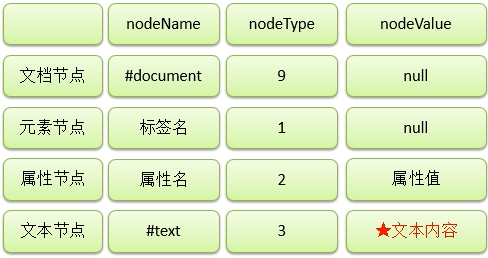 nodeName nodeType nodeValue
文档节点 #document 9 null
元素节点 标签名 1 null
属性节点 属性名 2 属性值
文本节点 #text 3 ★文本内容